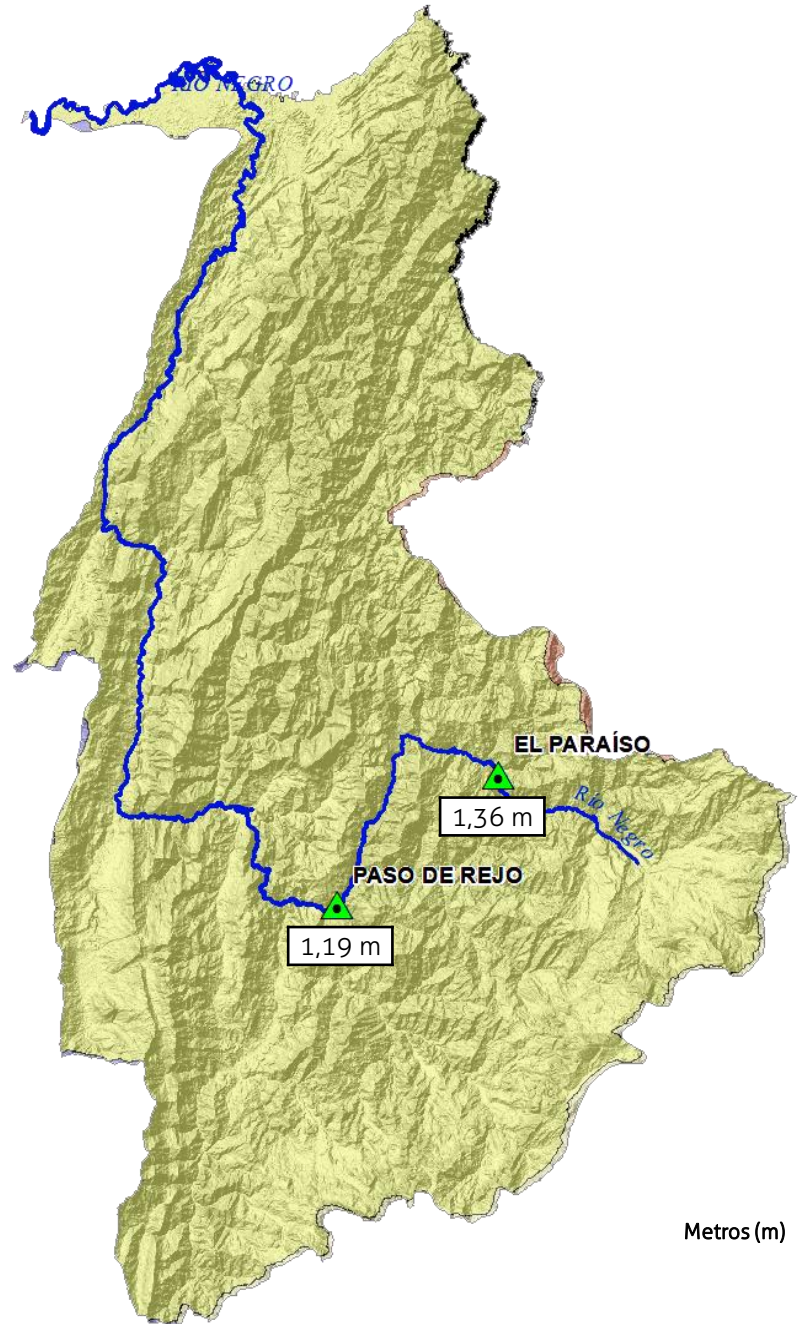 RÍO NEGRO
EL PARAÍSO
1,36 m
Río Negro
PASO DE REJO
1,19 m
Metros (m)